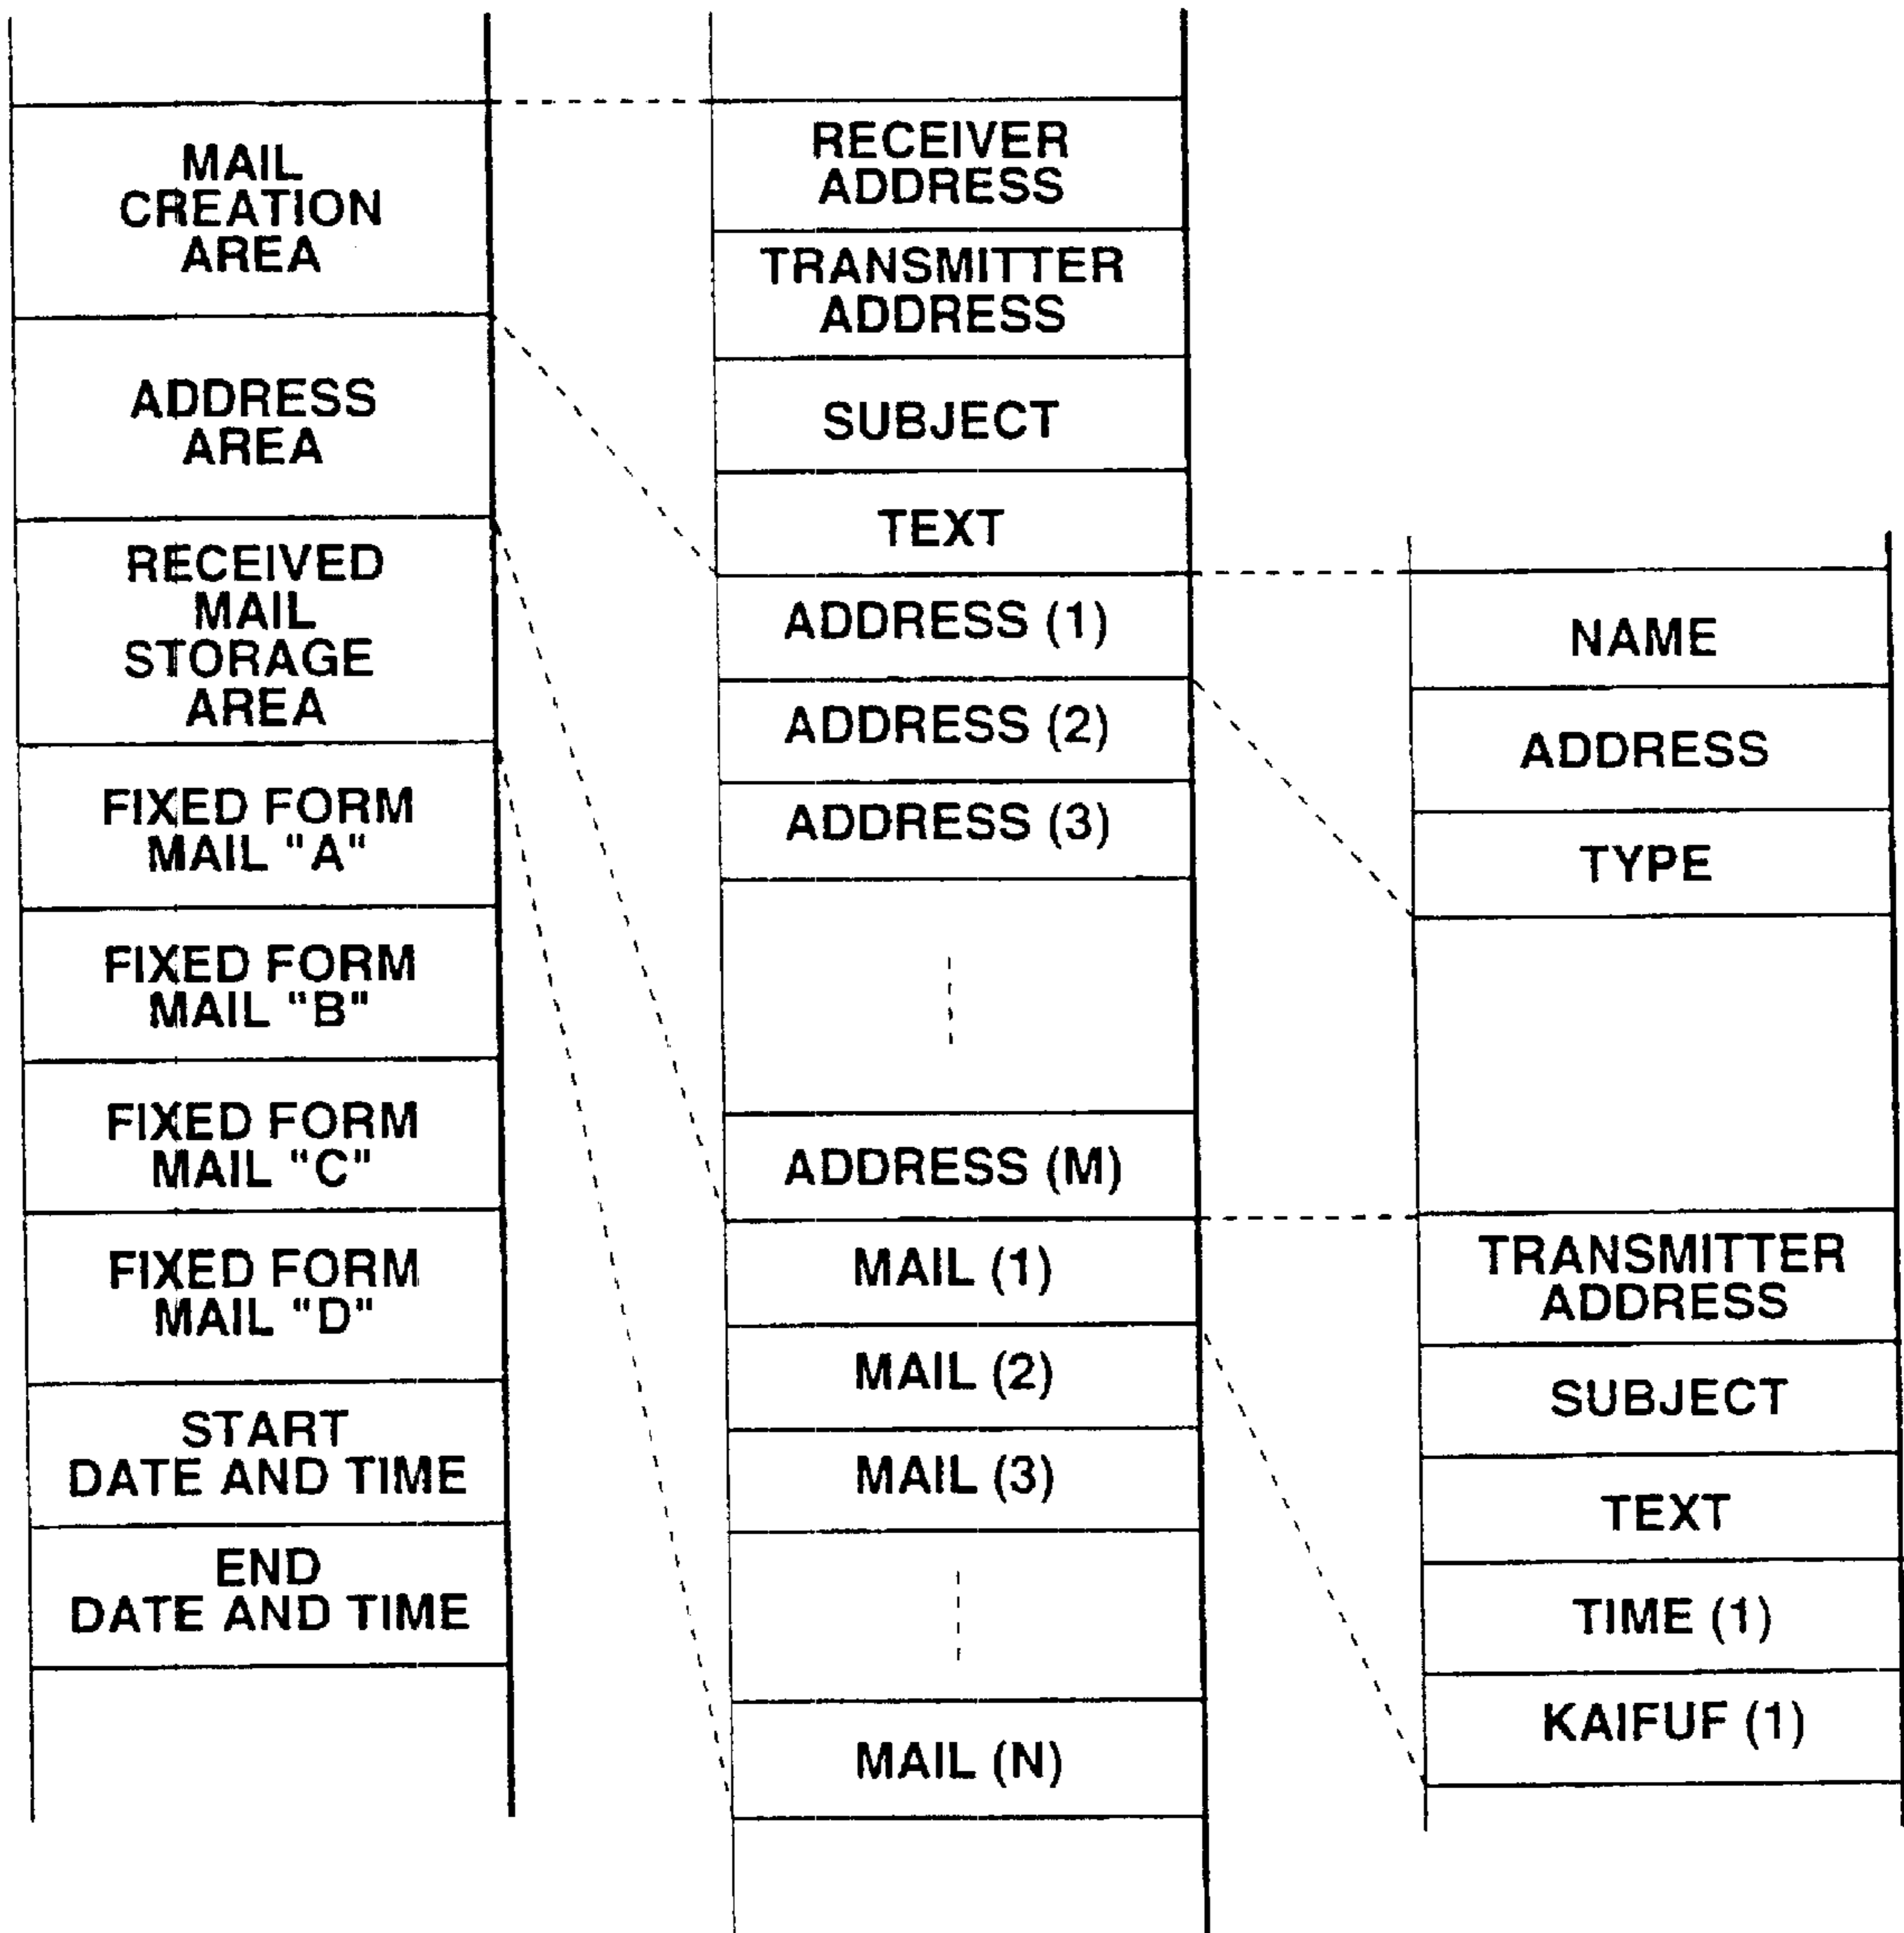 MAIL
CREATION
AREA
ADDRESS
AREA
RECEIVED
MAIL
STORAGE
AREA
FIXED FORM
MAIL "A"
FIXED FORM
MAIL "B"
FIXED FORM
MAIL "C"
FIXED FORM
MAIL "D"
START
DATE AND TIME
END
DATE AND TIME
RECEIVER
ADDRESS
TRANSMITTER
ADDRESS
SUBJECT
TEXT
ADDRESS (1)
ADDRESS (2)
ADDRESS (3)
ADDRESS (M)
MAIL (1)
MAIL (2)
MAIL (3)
MAIL (N)
NAME
ADDRESS
TYPE
TRANSMITTER
ADDRESS
SUBJECT
TEXT
TIME (1)
KAIFUF (1)